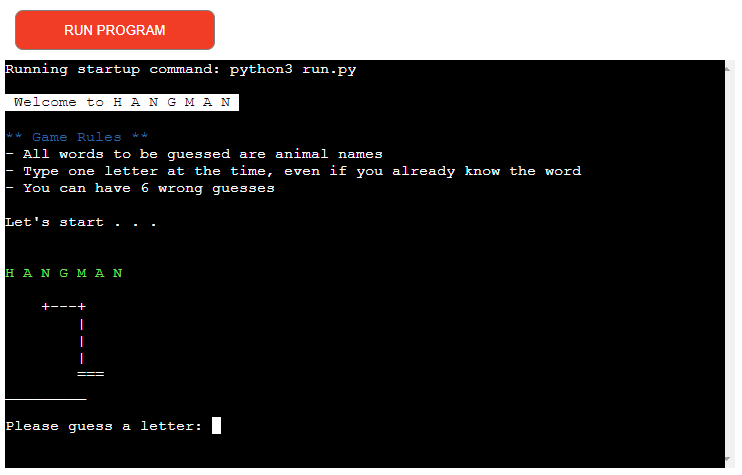 RUN PROGRAM
Running startup command: python3 run.py
Welcome to H A N G M A N
** Game Rules **
- All words to be guessed are animal names
- Type one letter at the time, even if you already know the word
- You can have 6 wrong guesses
Let's start . . .
H A N G M A N
+---+
|
|
|
===
_________
Please guess a letter: